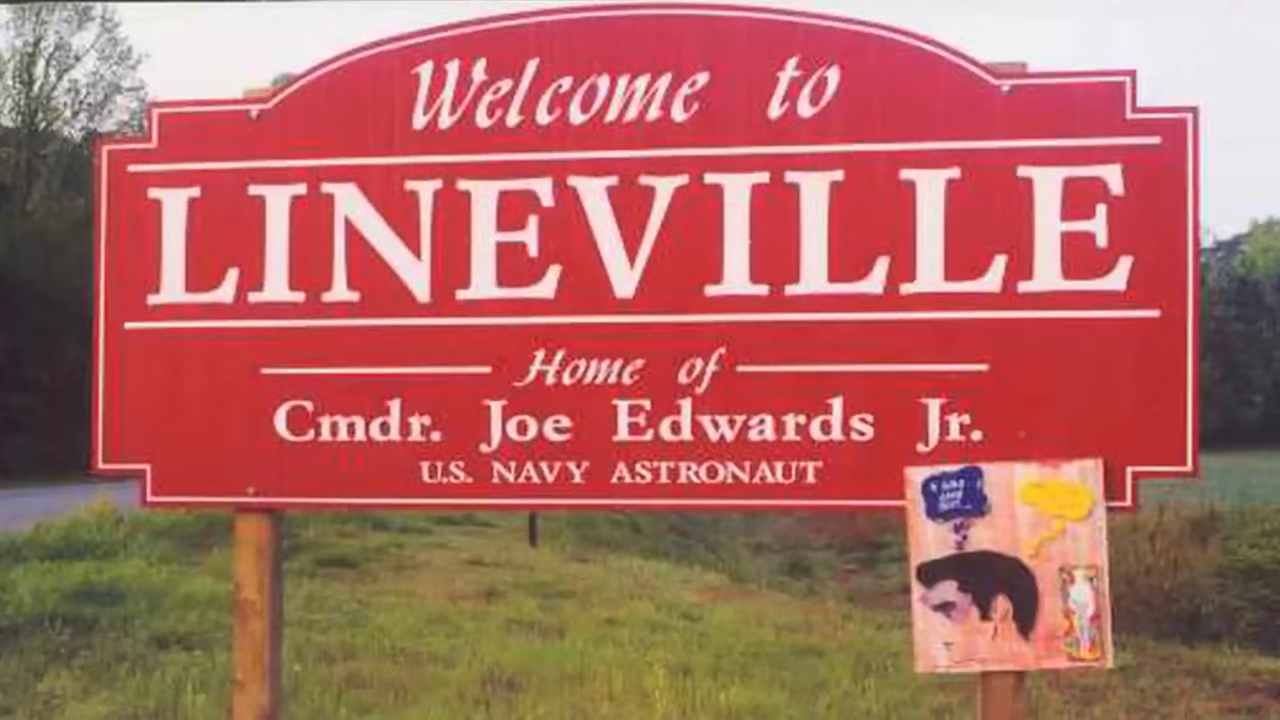 Welcome to
LINEVILLE
Home of
Cmdr. Joe Edwards Jr.
U.S. NAVY ASTRONAUT